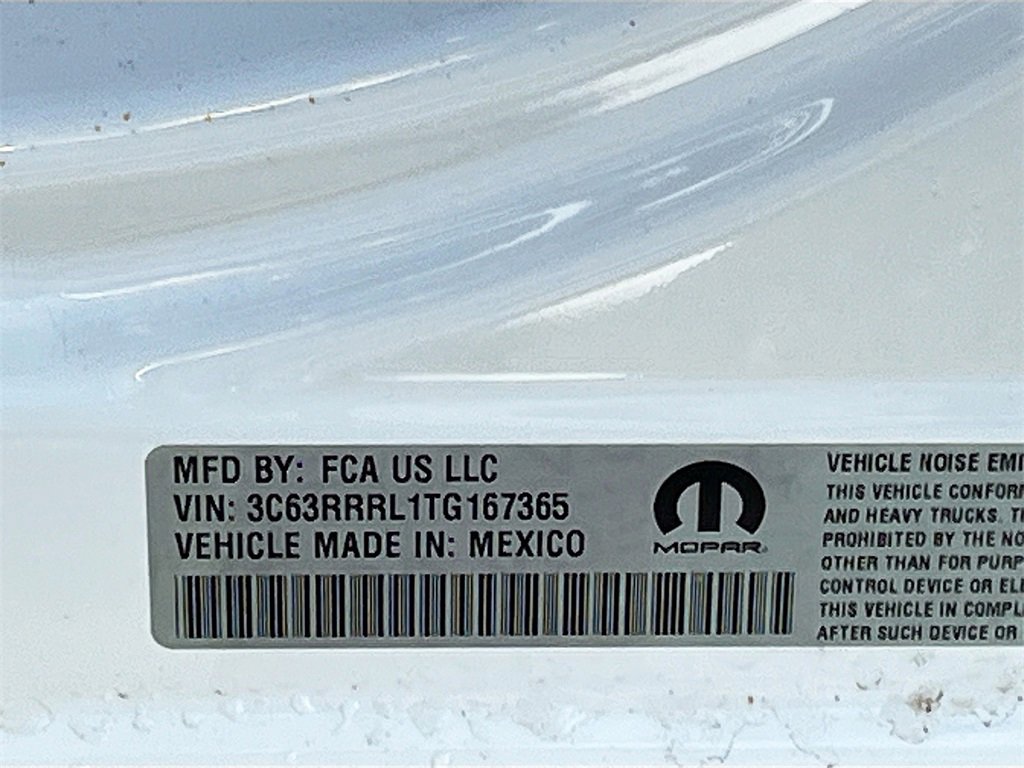 MFD BY: FCA US LLC
VIN: 3C63RRRL1TG167365
VEHICLE MADE IN: MEXICO
MOPAR
VEHICLE NOISE EMI
THIS VEHICLE CONFOR
AND HEAVY TRUCKS. T
PROHIBITED BY THE NO
OTHER THAN FOR PURP
CONTROL DEVICE OR EL
THIS VEHICLE IN COMPL
AFTER SUCH DEVICE OR